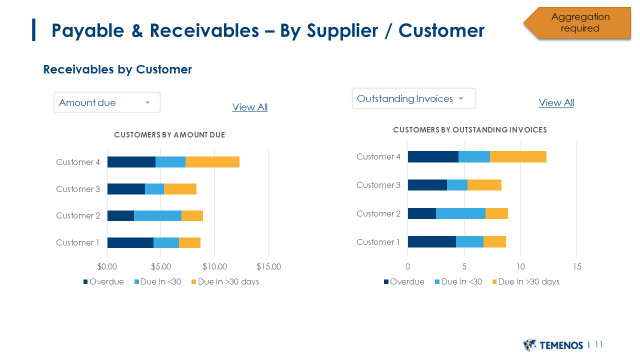 Payable & Receivables – By Supplier / Customer
Aggregation
required
Receivables by Customer
Amount due
View All
CUSTOMERS BY AMOUNT DUE
Customer 4
Customer 3
Customer 2
Customer 1
$0.00 $5.00 $10.00 $15.00
Overdue Due In <30 Due In >30 days
Outstanding Invoices
View All
CUSTOMERS BY OUTSTANDING INVOICES
Customer 4
Customer 3
Customer 2
Customer 1
0 5 10 15
Overdue Due In <30 Due In >30 days
TEMENOS | 11